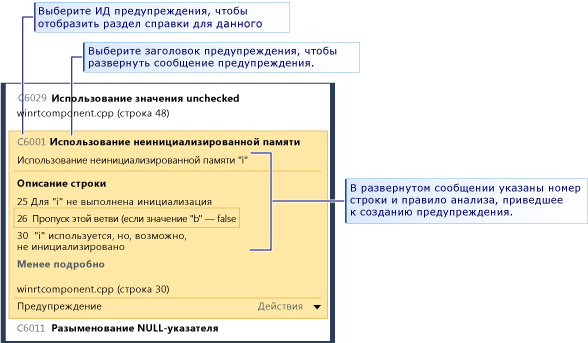 Выберите ИД предупреждения, чтобы
отобразить раздел справки для данного
Выберите заголовок предупреждения, чтобы
развернуть сообщение предупреждения.
C6029 Использование значения unchecked
winrtcomponent.cpp (строка 48)
C6001 Использование неинициализированной памяти
Использование неинициализированной памяти "i"
Описание строки
25 Для "i" не выполнена инициализация
26 Пропуск этой ветви (если значение "b" — false
30 "i" используется, но, возможно,
не инициализировано
Менее подробно
winrtcomponent.cpp (строка 30)
Предупреждение Действия
C6011 Разыменование NULL-указателя
В развернутом сообщении указаны номер
строки и правило анализа, приведшее
к созданию предупреждения.